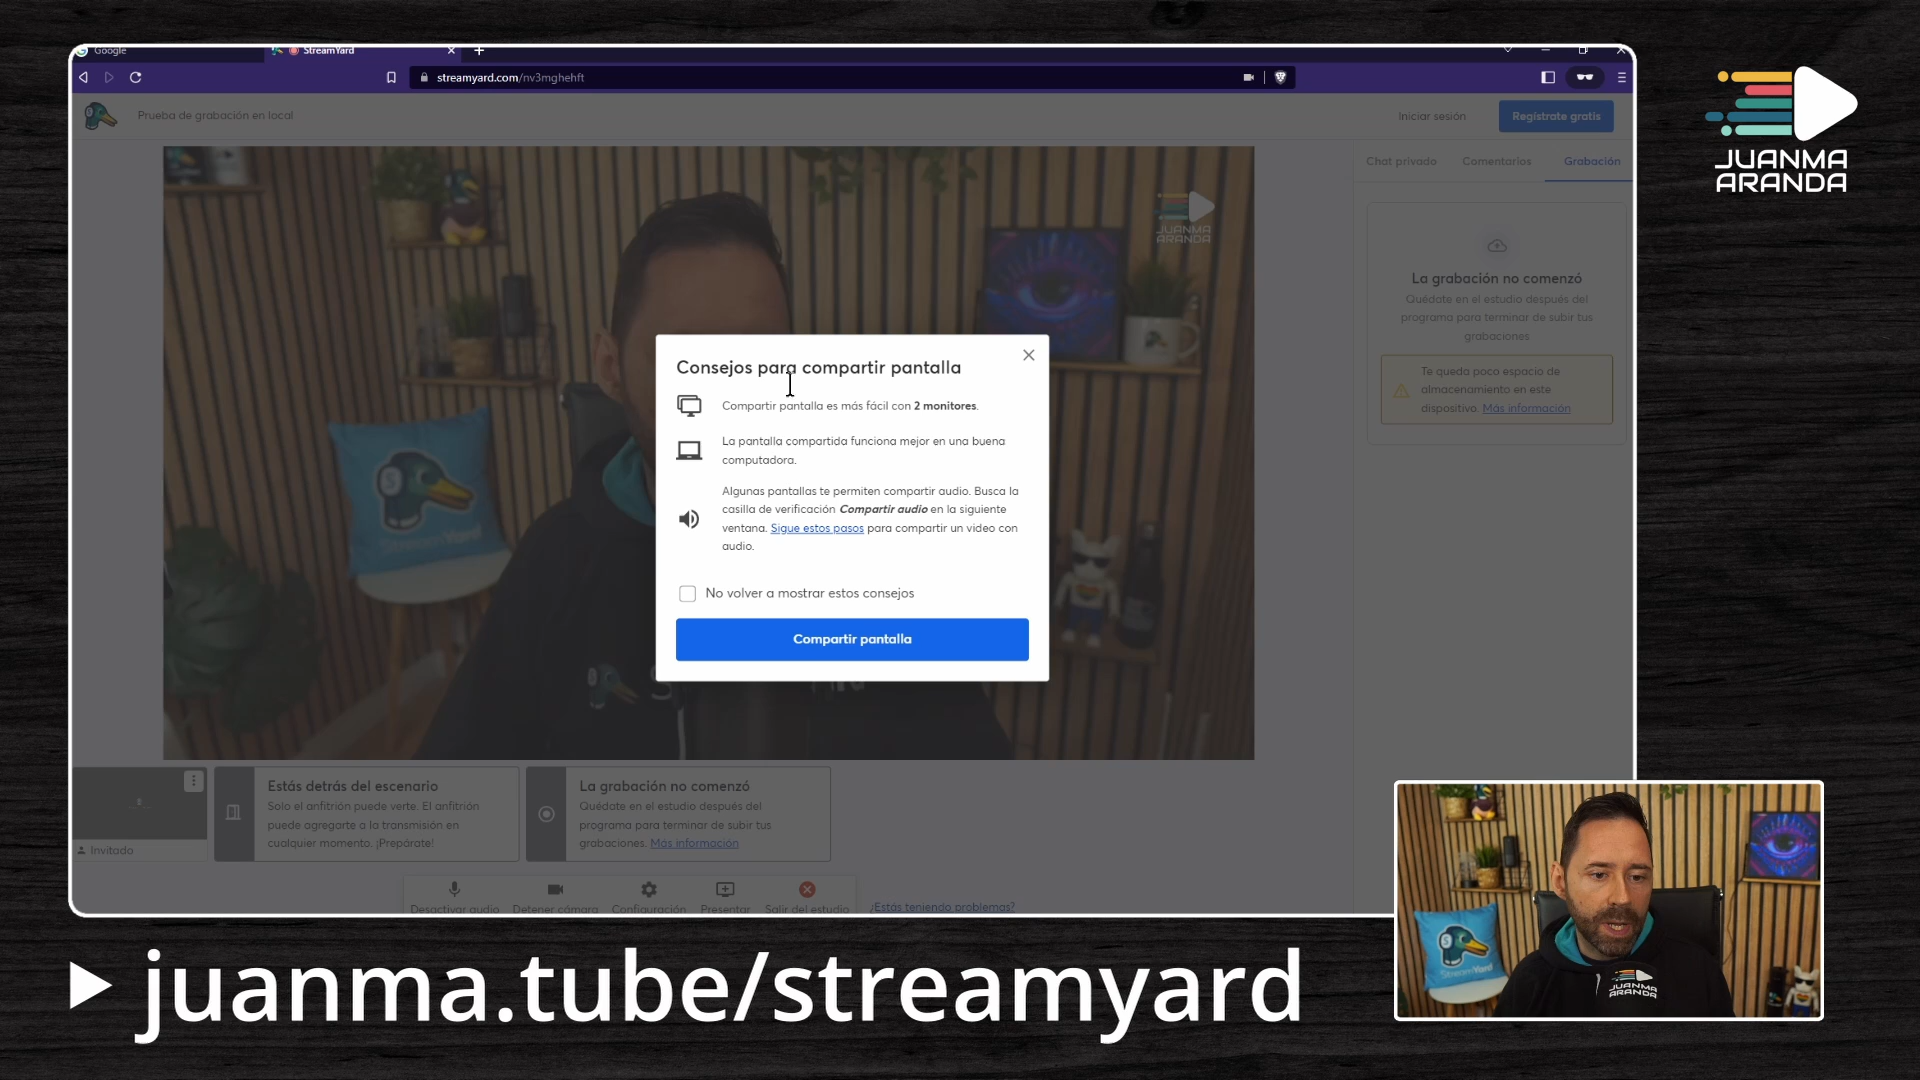 Google
StreamYard
streamyard.com/nv3mghehft
Prueba de grabación en local
Iniciar sesión
Regístrate gratis
JUANMA
ARANDA
Chat privado
Comentarios
Grabación
JUANMA
ARANDA
La grabación no comenzó
Quédate en el estudio después del
programa para terminar de subir tus
grabaciones
Te queda poco espacio de
almacenamiento en este
dispositivo. Más información
Consejos para compartir pantalla
Compartir pantalla es más fácil con 2 monitores.
La pantalla compartida funciona mejor en una buena
computadora.
Algunas pantallas te permiten compartir audio. Busca la
casilla de verificación Compartir audio en la siguiente
ventana. Sigue estos pasos para compartir un video con
audio.
No volver a mostrar estos consejos
Compartir pantalla
StreamYard
Invitado
Estás detrás del escenario
Solo el anfitrión puede verte. El anfitrión
puede agregarte a la transmisión en
cualquier momento. ¡Prepárate!
La grabación no comenzó
Quédate en el estudio después del
programa para terminar de subir tus
grabaciones. Más información
Desactivar audio
Detener cámara
Configuración
Presentar
Salir del estudio
¿Estás teniendo problemas?
StreamYard
JUANMA
ARANDA
juanma.tube/streamyard